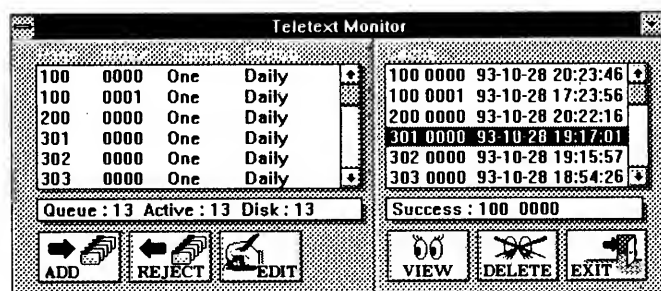 Teletext Monitor
100 0000 One Daily
100 0001 One Daily
200 0000 One Daily
301 0000 One Daily
302 0000 One Daily
303 0000 One Daily
Queue : 13 Active : 13 Disk : 13
ADD
REJECT
EDIT
100 0000 93-10-28 20:23:46
100 0001 93-10-28 17:23:56
200 0000 93-10-28 20:22:16
301 0000 93-10-28 19:17:01
302 0000 93-10-28 19:15:57
303 0000 93-10-28 18:54:26
Success : 100 0000
VIEW
DELETE
EXIT